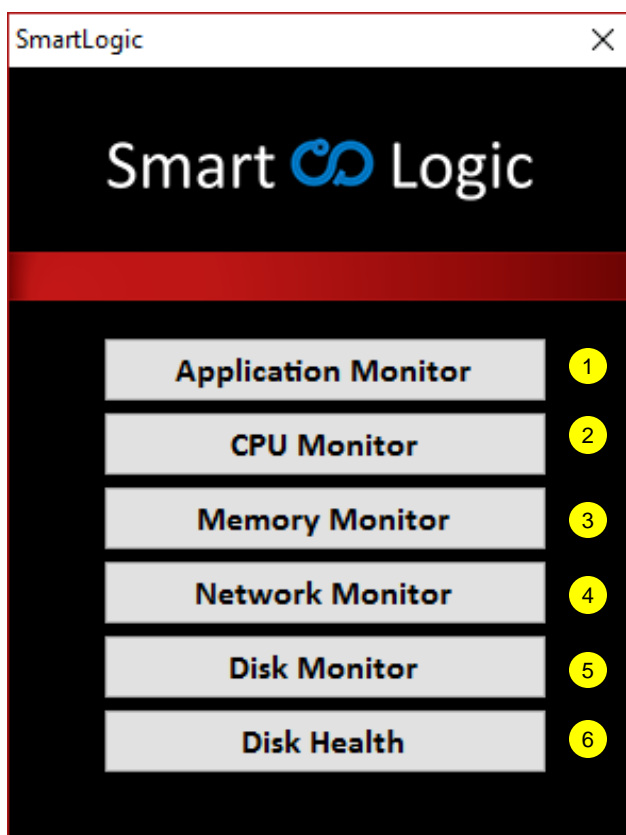 SmartLogic
Smart Logic
Application Monitor 1
CPU Monitor 2
Memory Monitor 3
Network Monitor 4
Disk Monitor 5
Disk Health 6